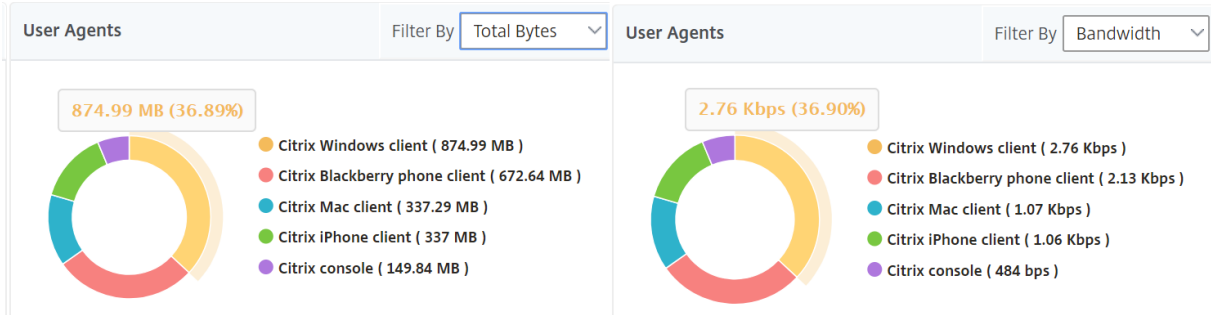 User Agents
Filter By Total Bytes
874.99 MB (36.89%)
Citrix Windows client ( 874.99 MB )
Citrix Blackberry phone client ( 672.64 MB )
Citrix Mac client ( 337.29 MB )
Citrix iPhone client ( 337 MB )
Citrix console ( 149.84 MB )
User Agents
Filter By Bandwidth
2.76 Kbps (36.90%)
Citrix Windows client ( 2.76 Kbps )
Citrix Blackberry phone client ( 2.13 Kbps )
Citrix Mac client ( 1.07 Kbps )
Citrix iPhone client ( 1.06 Kbps )
Citrix console ( 484 bps )